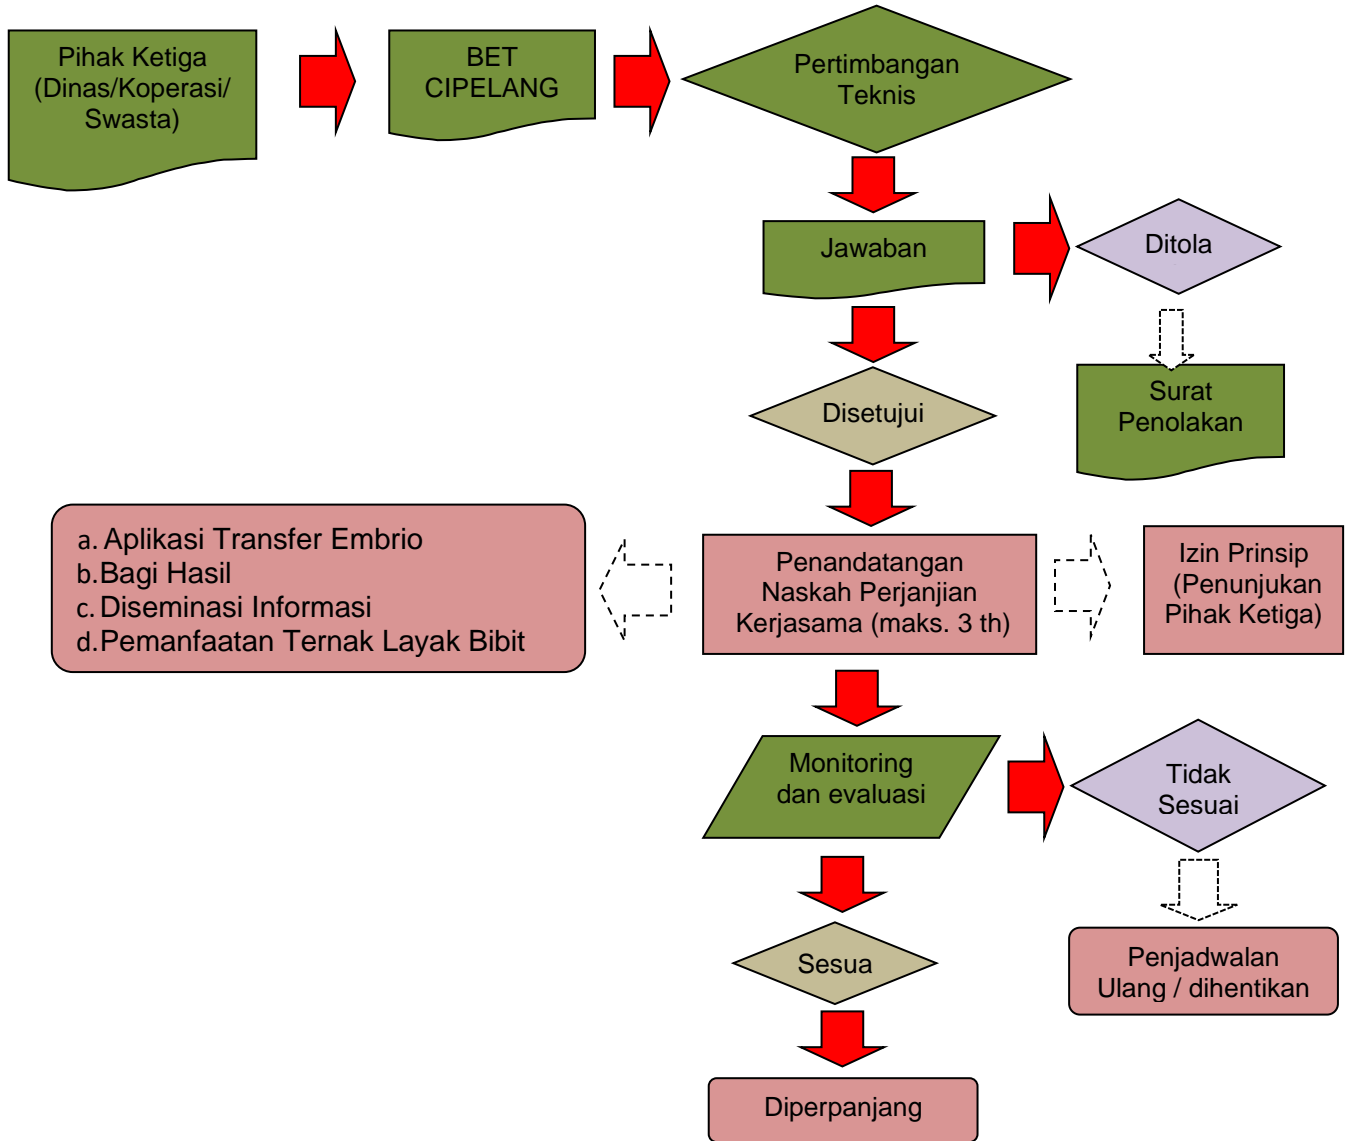 Pihak Ketiga
(Dinas/Koperasi/
Swasta)
BET
CIPELANG
Pertimbangan
Teknis
Jawaban
Ditola
Disetujui
Surat
Penolakan
a. Aplikasi Transfer Embrio
b.Bagi Hasil
c. Diseminasi Informasi
d.Pemanfaatan Ternak Layak Bibit
Penandatangan
Naskah Perjanjian
Kerjasama (maks. 3 th)
Izin Prinsip
(Penunjukan
Pihak Ketiga)
Monitoring
dan evaluasi
Tidak
Sesuai
Sesua
Penjadwalan
Ulang / dihentikan
Diperpanjang